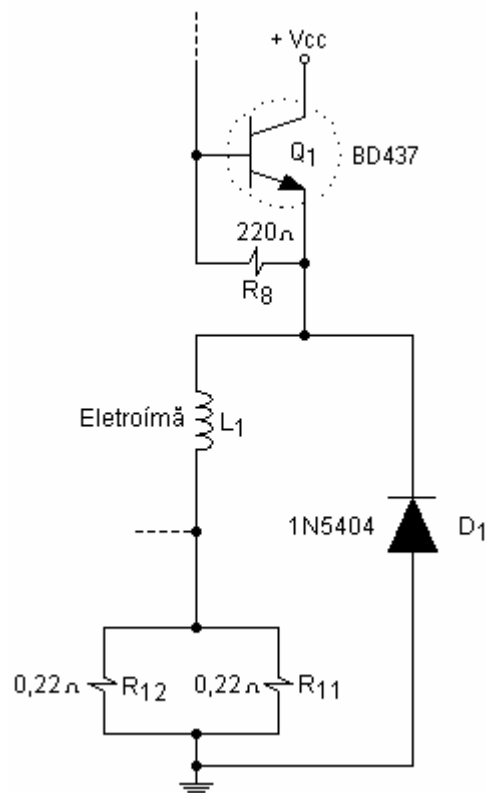 + Vcc
Q1
BD437
220Ω
R8
Eletroímã
L1
1N5404
D1
0,22Ω
R12
0,22Ω
R11